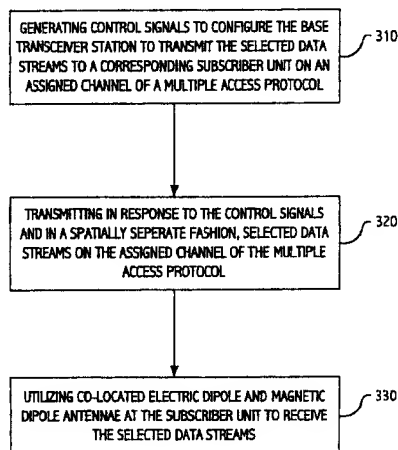 GENERATING CONTROL SIGNALS TO CONFIGURE THE BASE
TRANSCEIVER STATION TO TRANSMIT THE SELECTED DATA
STREAMS TO A CORRESPONDING SUBSCRIBER UNIT ON AN
ASSIGNED CHANNEL OF A MULTIPLE ACCESS PROTOCOL
310
TRANSMITTING IN RESPONSE TO THE CONTROL SIGNALS
AND IN A SPATIALLY SEPERATE FASHION, SELECTED DATA
STREAMS ON THE ASSIGNED CHANNEL OF THE MULTIPLE
ACCESS PROTOCOL
320
UTILIZING CO-LOCATED ELECTRIC DIPOLE AND MAGNETIC
DIPOLE ANTENNAE AT THE SUBSCRIBER UNIT TO RECEIVE
THE SELECTED DATA STREAMS
330